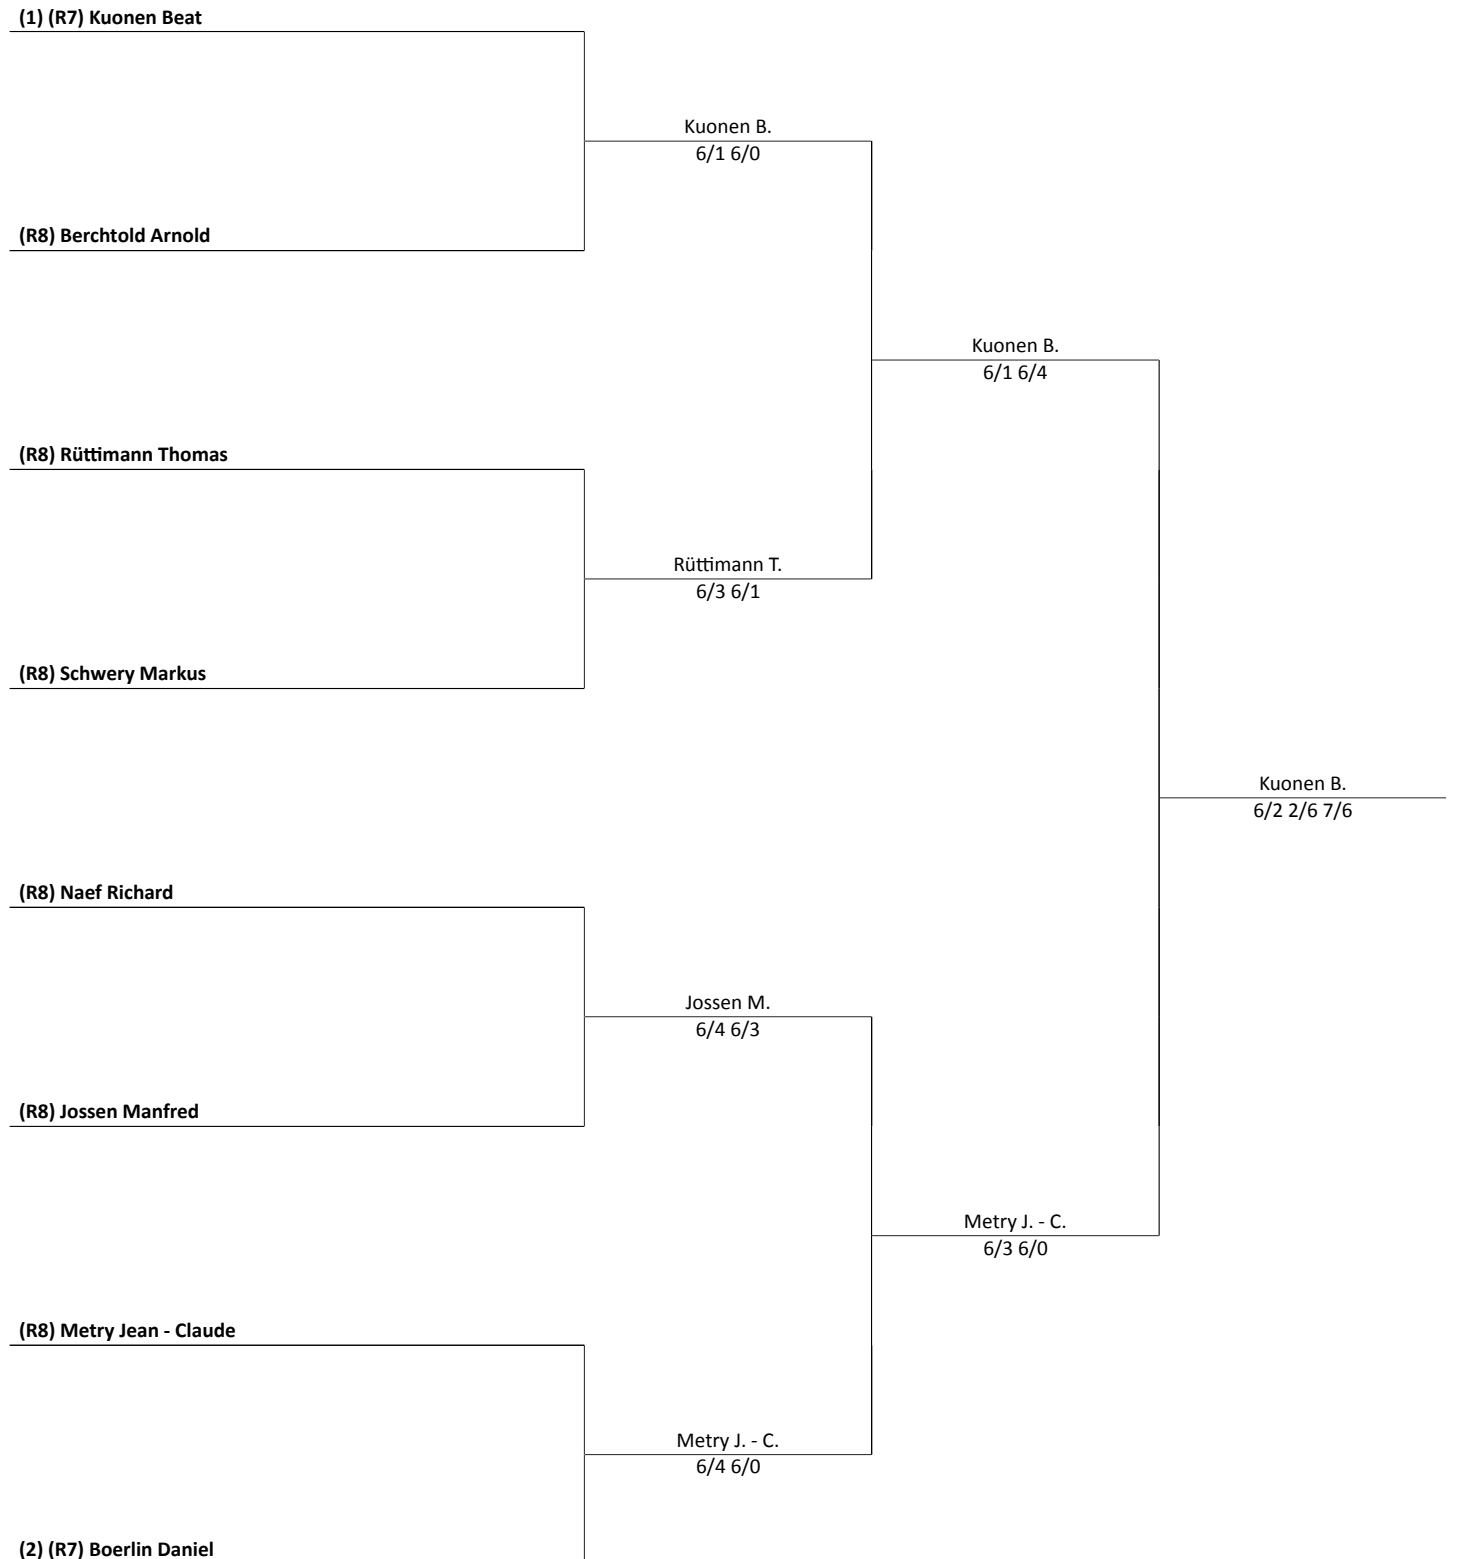 (1) (R7) Kuonen Beat
Kuonen B.
6/1 6/0
(R8) Berchtold Arnold
Kuonen B.
6/1 6/4
(R8) Rüttimann Thomas
Rüttimann T.
6/3 6/1
(R8) Schwery Markus
Kuonen B.
6/2 2/6 7/6
(R8) Naef Richard
Jossen M.
6/4 6/3
(R8) Jossen Manfred
Metry J. - C.
6/3 6/0
(R8) Metry Jean - Claude
Metry J. - C.
6/4 6/0
(2) (R7) Boerlin Daniel